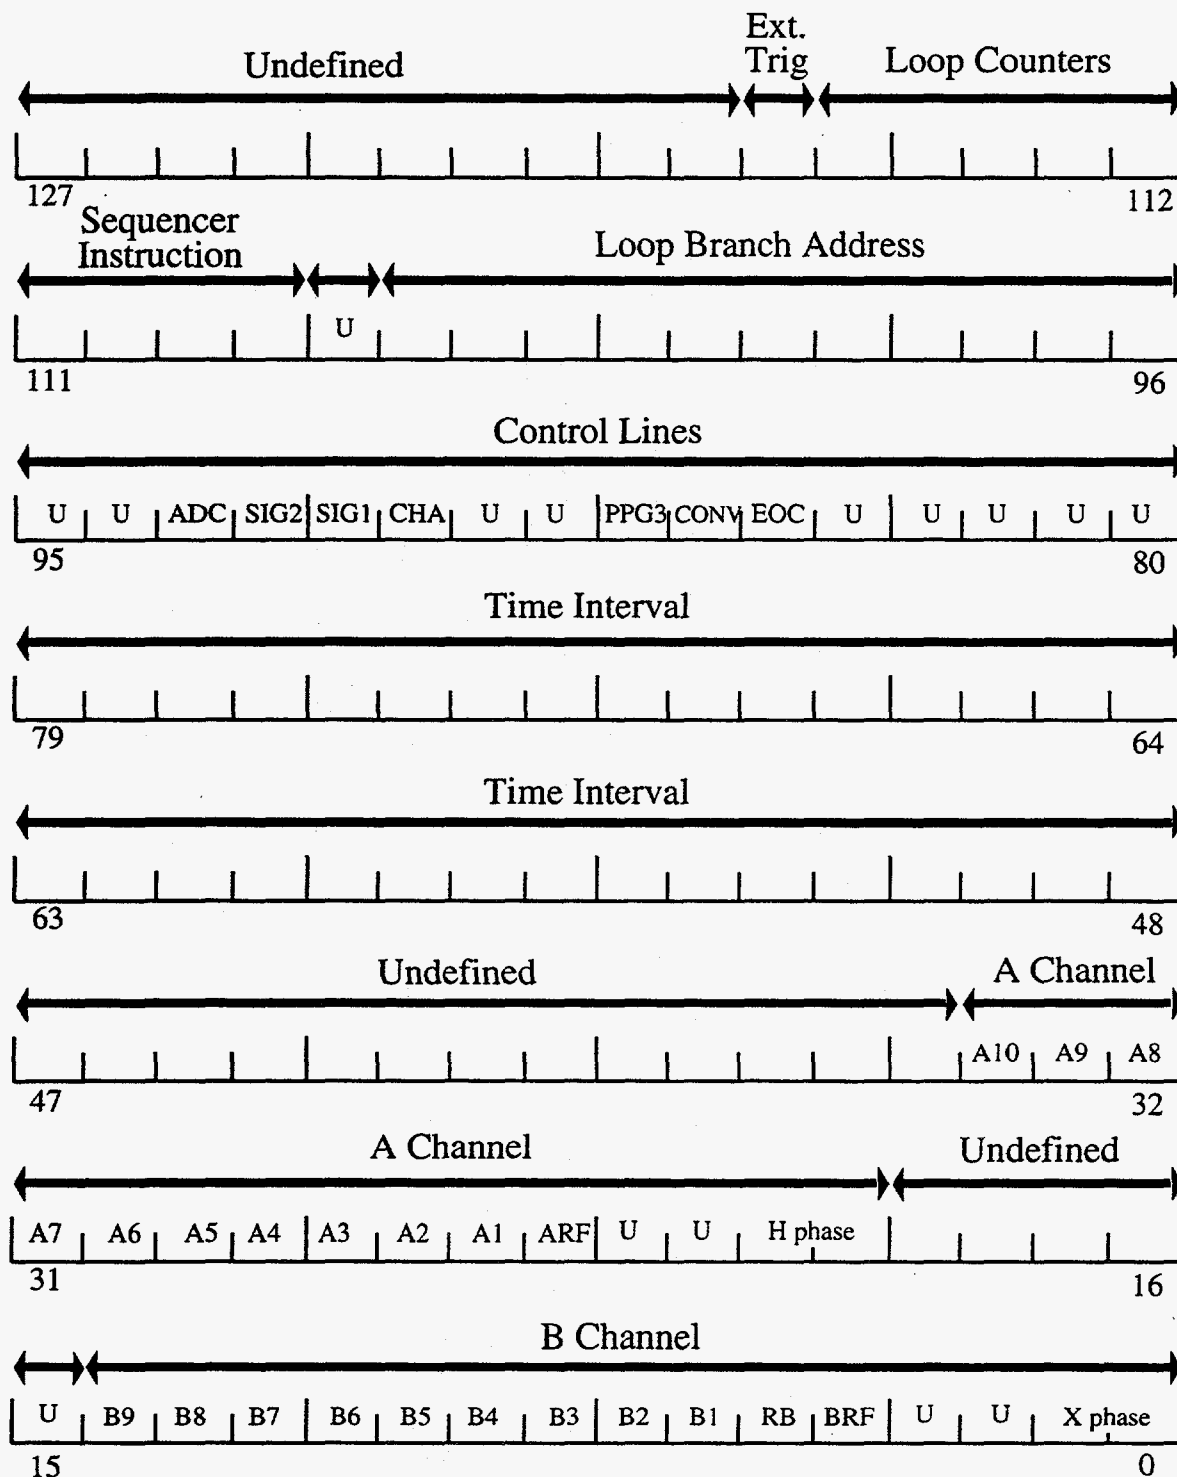 Ext.
Undefined Trig Loop Counters
127 112
Sequencer
Instruction Loop Branch Address
U
111 96
Control Lines
U U ADC SIG2 SIG1 CHA U U PPG3 CONV EOC U U U U U
95 80
Time Interval
79 64
Time Interval
63 48
Undefined A Channel
A10 A9 A8
47 32
A Channel Undefined
A7 A6 A5 A4 A3 A2 A1 ARF U U H phase
31 16
B Channel
U B9 B8 B7 B6 B5 B4 B3 B2 B1 RB BRF U U X phase
15 0